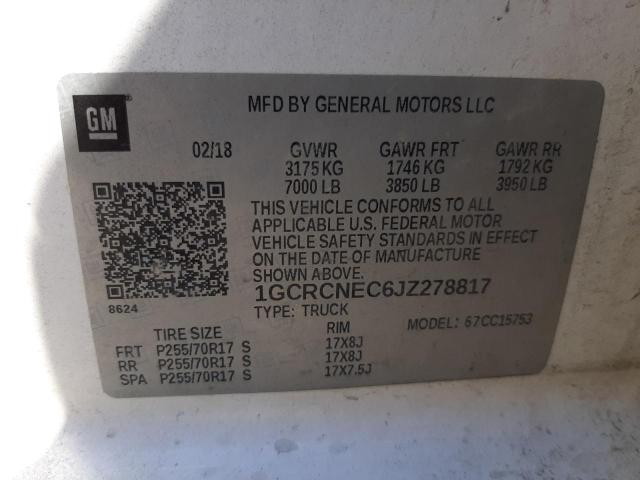 GM
MFD BY GENERAL MOTORS LLC
02/18 GVWR GAWR FRT GAWR RR
3175 KG 1746 KG 1792 KG
7000 LB 3850 LB 3950 LB
THIS VEHICLE CONFORMS TO ALL
APPLICABLE U.S. FEDERAL MOTOR
VEHICLE SAFETY STANDARDS IN EFFECT
ON THE DATE OF MANUFACTURE
SHOWN ABOVE.
1GCRCNEC6JZ278817
8624
TYPE: TRUCK
MODEL: 67CC15753
TIRE SIZE RIM
FRT P255/70R17 S 17X8J
RR P255/70R17 S 17X8J
SPA P255/70R17 S 17X7.5J